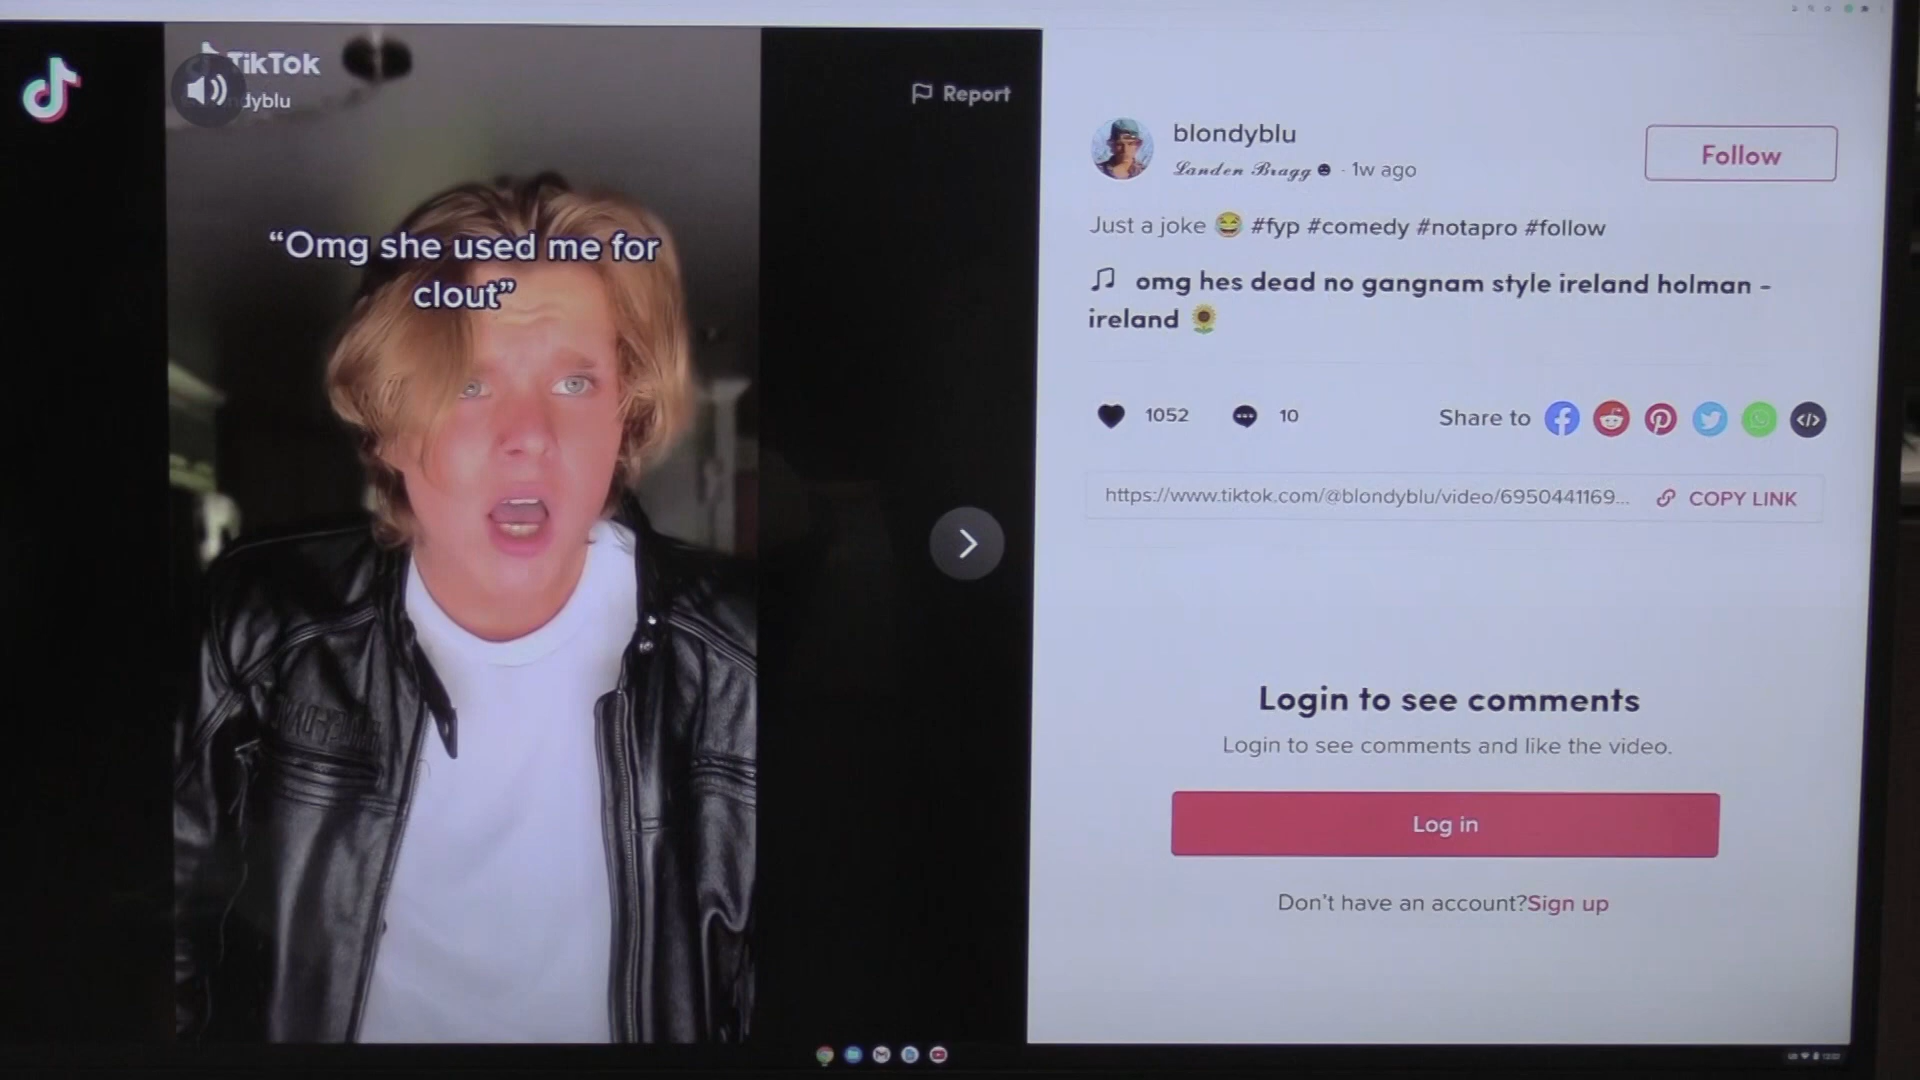 TikTok
dyblu
Report
“Omg she used me for
clout”
blondyblu
Follow
Landen Bragg · 1w ago
Just a joke 😂 #fyp #comedy #notapro #follow
omg hes dead no gangnam style ireland holman -
ireland 🌻
1052
10
Share to
https://www.tiktok.com/@blondyblu/video/6950441169...
COPY LINK
Login to see comments
Login to see comments and like the video.
Log in
Don't have an account?Sign up